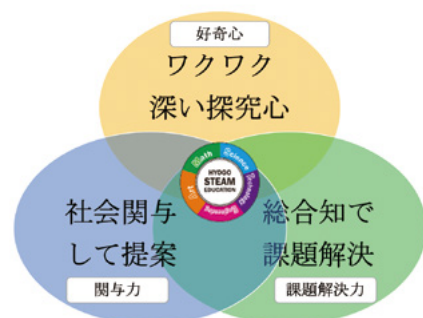 好奇心
ワクワク
深い探究心
Math
Science
Art
HYOGO
STEAM
EDUCATION
Technology
Engineering
社会関与
して提案
関与力
総合知で
課題解決
課題解決力